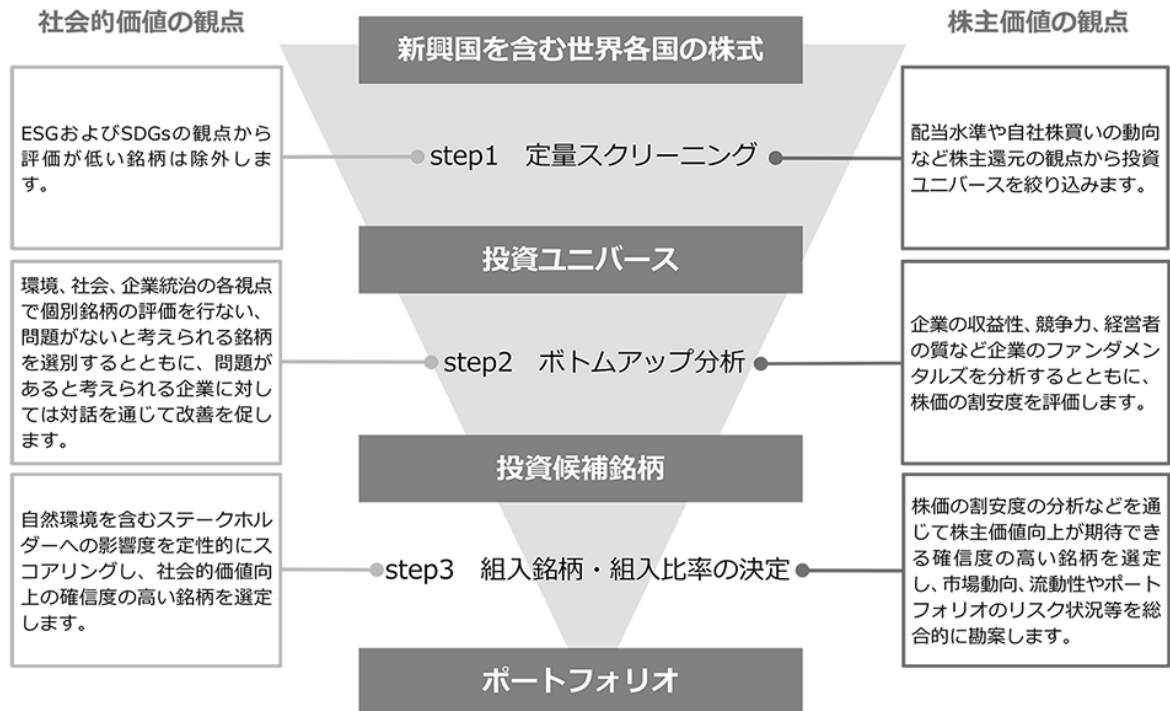 社会的価値の観点
新興国を含む世界各国の株式
株主価値の観点
ESGおよびSDGsの観点から
評価が低い銘柄は除外しま
す。
step1 定量スクリーニング
配当水準や自社株買いの動向
など株主還元の観点から投資
ユニバースを絞り込みます。
投資ユニバース
環境、社会、企業統治の各視点
で個別銘柄の評価を行ない、
問題がないと考えられる銘柄
を選別するとともに、問題が
あると考えられる企業に対し
ては対話を通じて改善を促し
ます。
step2 ボトムアップ分析
企業の収益性、競争力、経営者
の質など企業のファンダメン
タルズを分析するとともに、
株価の割安度を評価します。
投資候補銘柄
自然環境を含むステークホル
ダーへの影響度を定性的にス
コアリングし、社会的価値向
上の確信度の高い銘柄を選定
します。
step3 組入銘柄・組入比率の決定
株価の割安度の分析などを通
じて株主価値向上が期待でき
る確信度の高い銘柄を選定
し、市場動向、流動性やポート
フォリオのリスク状況等を総
合的に勘案します。
ポートフォリオ